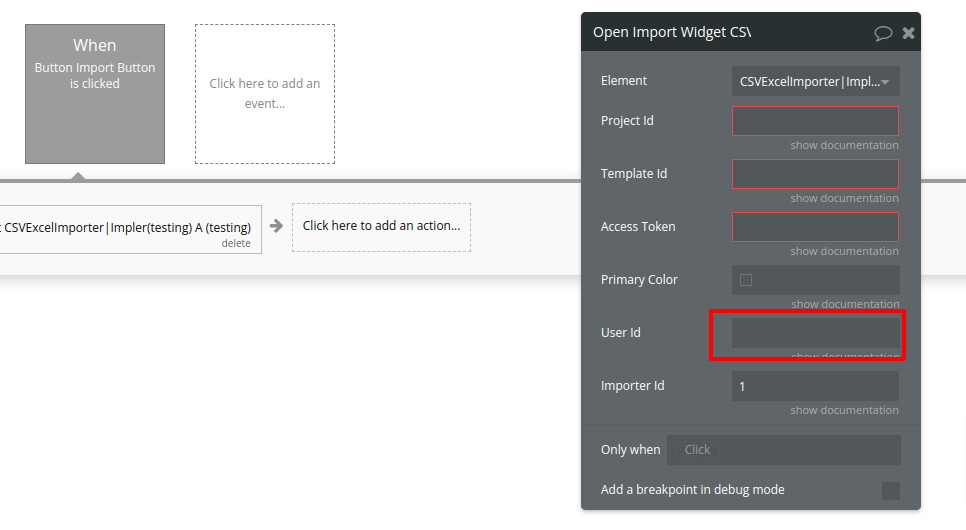 When
Button Import Button
is clicked
Click here to add an
event...
CSVExcelImporter|Impler(testing) A (testing)
delete
Click here to add an action...
Open Import Widget CSV
Element
CSVExcelImporter|Impl...
Project Id
show documentation
Template Id
show documentation
Access Token
show documentation
Primary Color
show documentation
User Id
show documentation
Importer Id
1
show documentation
Only when
Click
Add a breakpoint in debug mode